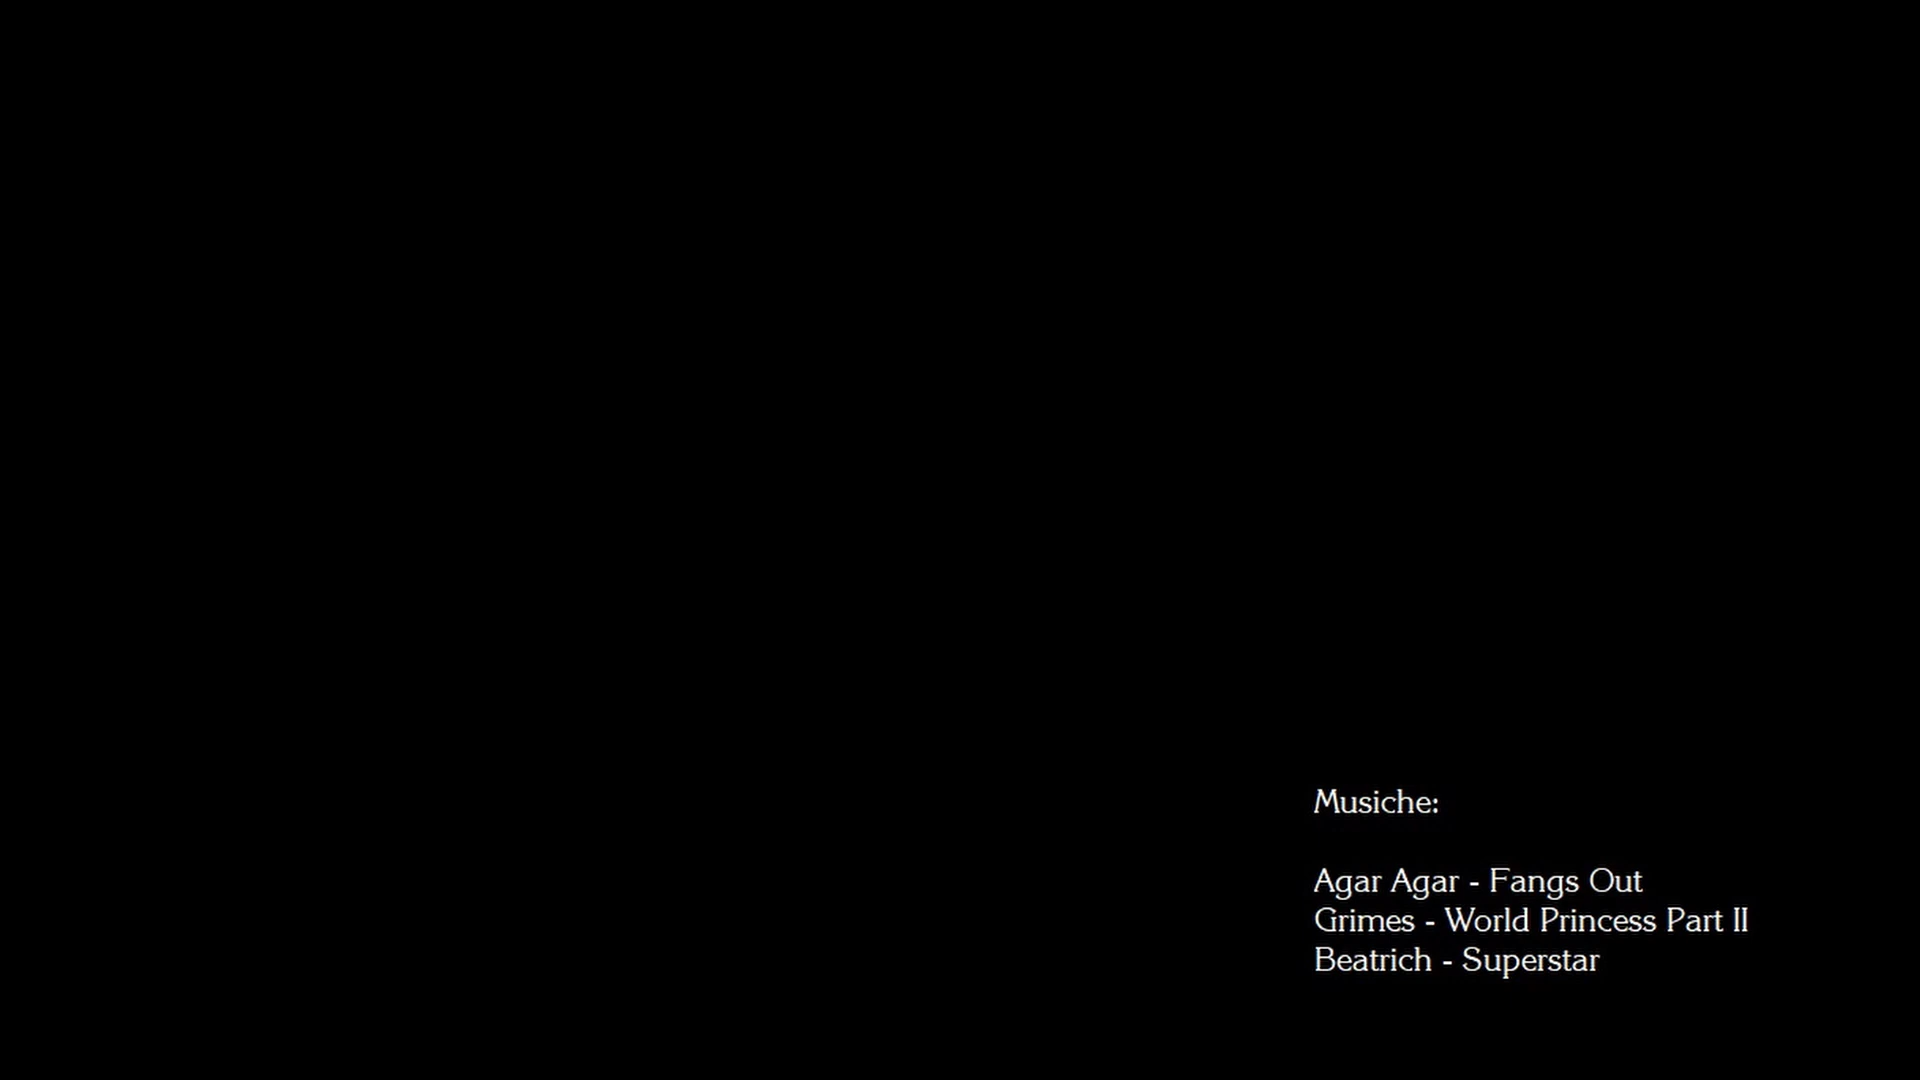 Musiche:
Agar Agar - Fangs Out
Grimes - World Princess Part II
Beatrich - Superstar